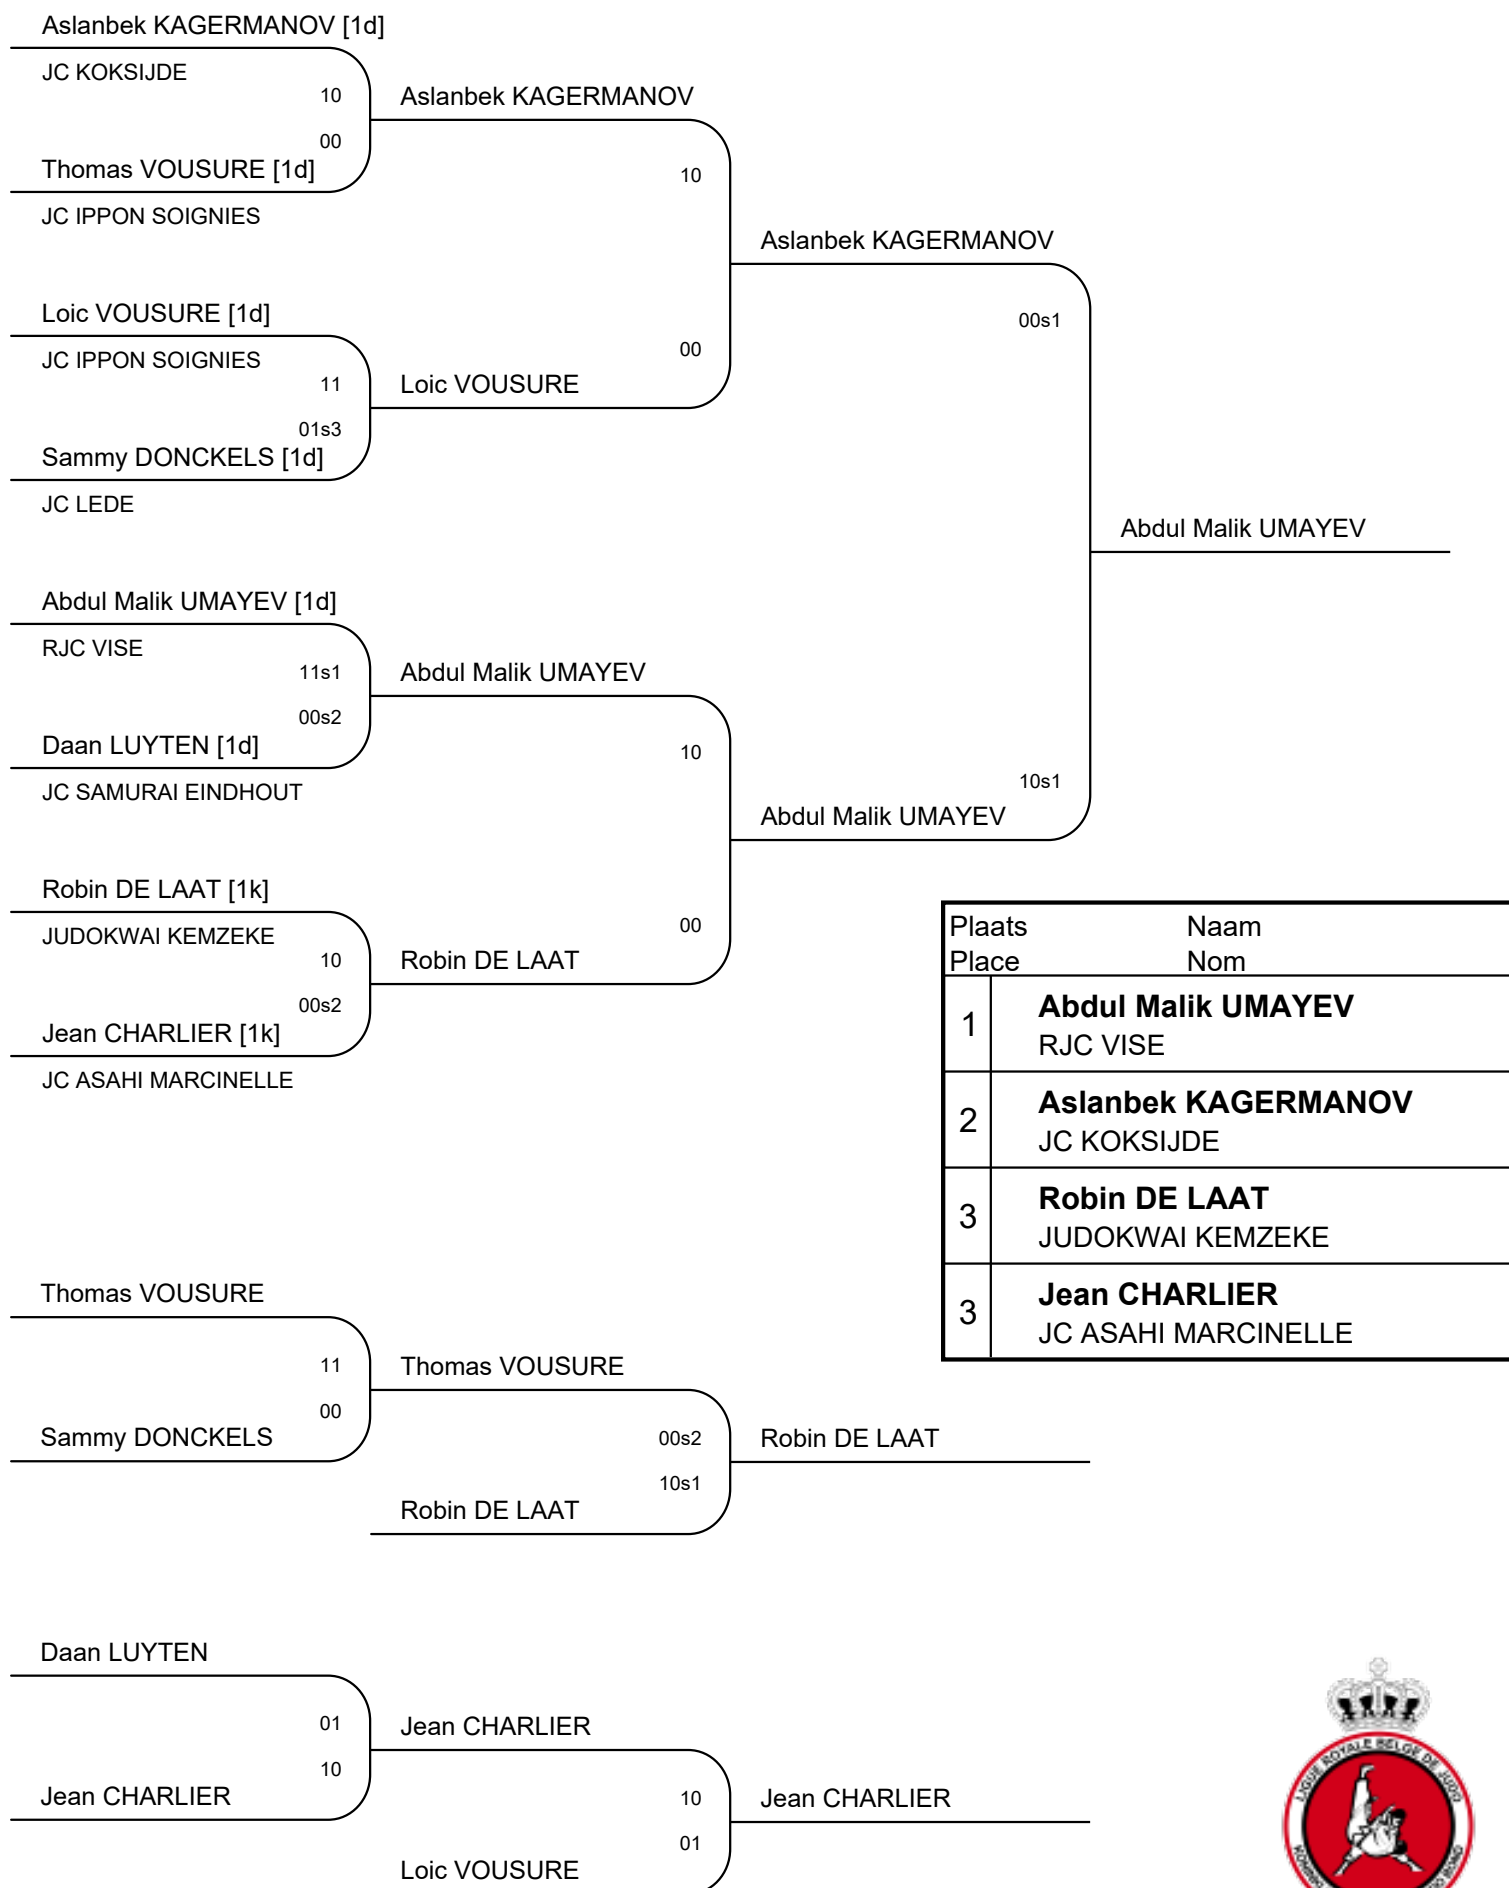 Aslanbek KAGERMANOV [1d]
JC KOKSIJDE
10
Aslanbek KAGERMANOV
00
Thomas VOUSURE [1d]
10
JC IPPON SOIGNIES
Aslanbek KAGERMANOV
Loic VOUSURE [1d]
00s1
JC IPPON SOIGNIES
00
11
Loic VOUSURE
01s3
Sammy DONCKELS [1d]
JC LEDE
Abdul Malik UMAYEV
Abdul Malik UMAYEV [1d]
RJC VISE
11s1
Abdul Malik UMAYEV
00s2
Daan LUYTEN [1d]
10
JC SAMURAI EINDHOUT
10s1
Abdul Malik UMAYEV
Robin DE LAAT [1k]
JUDOKWAI KEMZEKE
00
10
Robin DE LAAT
00s2
Jean CHARLIER [1k]
JC ASAHI MARCINELLE
Plaats Naam
Place Nom
1 Abdul Malik UMAYEV
RJC VISE
2 Aslanbek KAGERMANOV
JC KOKSIJDE
3 Robin DE LAAT
JUDOKWAI KEMZEKE
3 Jean CHARLIER
JC ASAHI MARCINELLE
Thomas VOUSURE
11
Thomas VOUSURE
00
Sammy DONCKELS
00s2
Robin DE LAAT
10s1
Robin DE LAAT
Daan LUYTEN
01
Jean CHARLIER
10
Jean CHARLIER
10
Jean CHARLIER
01
Loic VOUSURE
LIGUE ROYALE BELGE DE JUDO